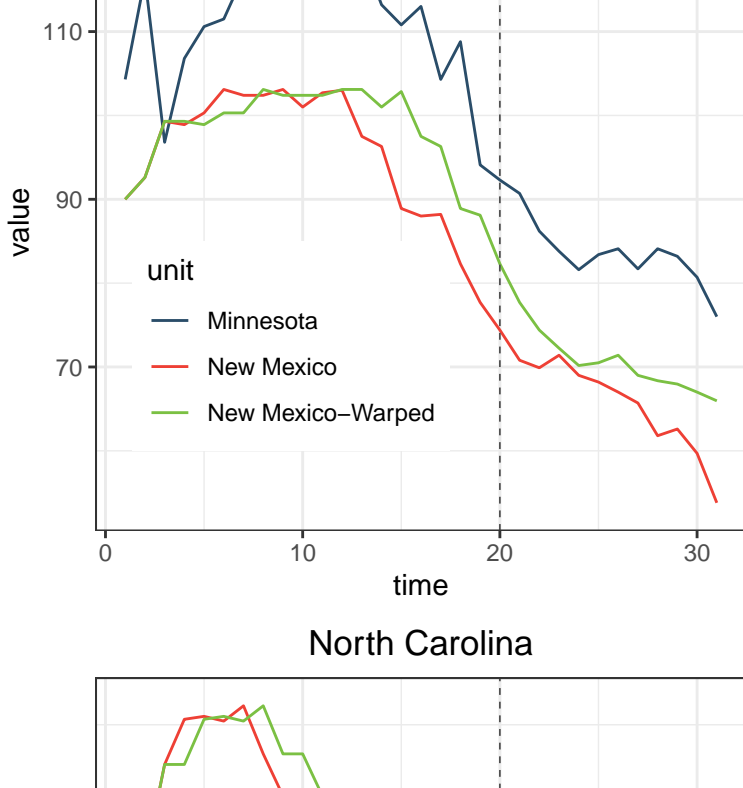 110
90
70
value
unit
Minnesota
New Mexico
New Mexico−Warped
0 10 20 30
time
North Carolina